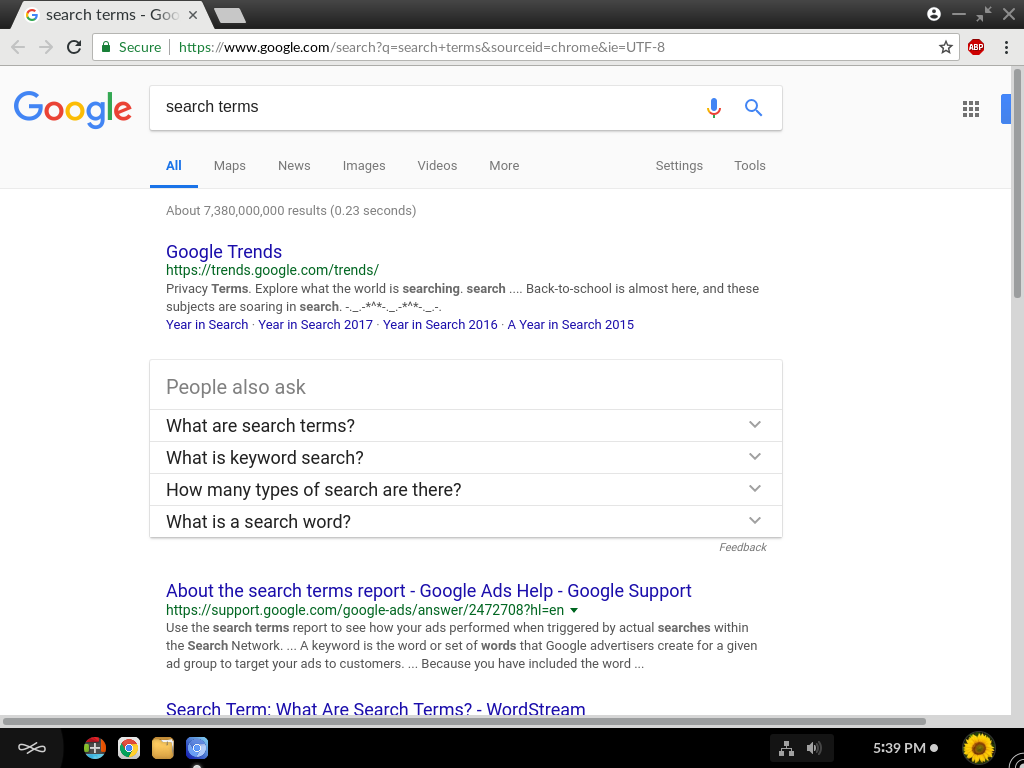 search terms - Goo
Secure
https://www.google.com/search?q=search+terms&sourceid=chrome&ie=UTF-8
ABP
Google
search terms
All Maps News Images Videos More Settings Tools
About 7,380,000,000 results (0.23 seconds)
Google Trends
https://trends.google.com/trends/
Privacy Terms. Explore what the world is searching. search .... Back-to-school is almost here, and these
subjects are soaring in search. -._.-*^*-._.-*^*-._.-.
Year in Search · Year in Search 2017 · Year in Search 2016 · A Year in Search 2015
People also ask
What are search terms?
What is keyword search?
How many types of search are there?
What is a search word?
Feedback
About the search terms report - Google Ads Help - Google Support
https://support.google.com/google-ads/answer/2472708?hl=en
Use the search terms report to see how your ads performed when triggered by actual searches within
the Search Network. ... A keyword is the word or set of words that Google advertisers create for a given
ad group to target your ads to customers. ... Because you have included the word ...
Search Term: What Are Search Terms? - WordStream
5:39 PM